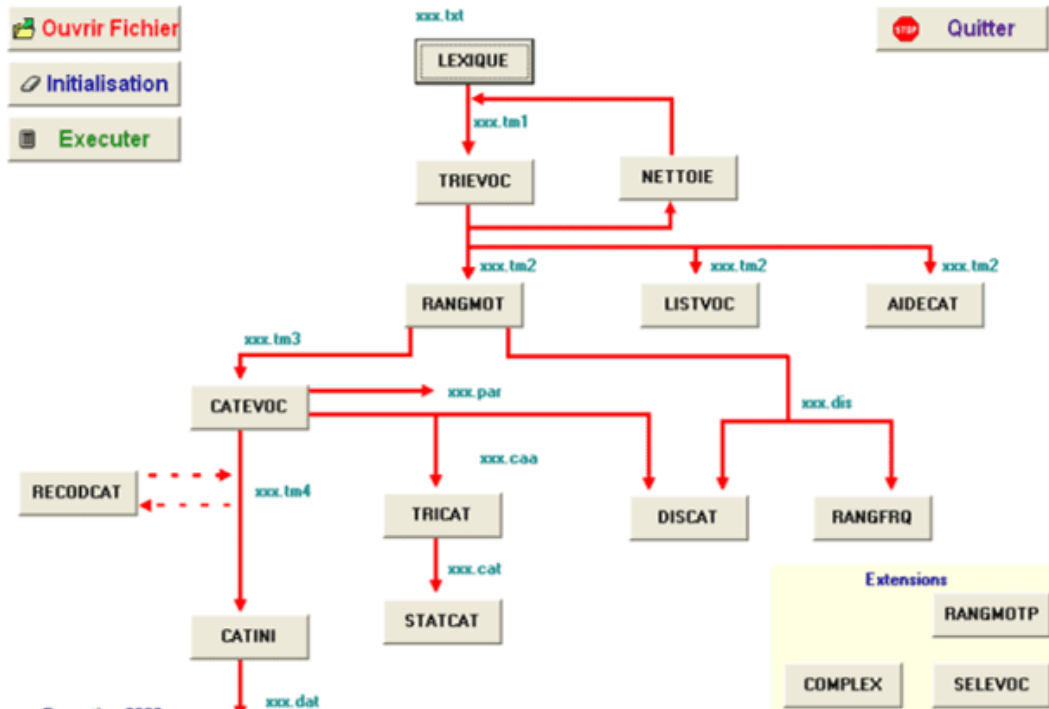 xxx.txt
Ouvrir Fichier
Quitter
LEXIQUE
Initialisation
xxx.tm1
Executer
TRIEVOC
NETTOIE
xxx.tm2
xxx.tm2
xxx.tm2
RANGMOT
LISTVOC
AIDECAT
xxx.tm3
CATEVOC
xxx.par
xxx.dis
xxx.caa
RECODCAT
xxx.tm4
TRICAT
DISCAT
RANGFRQ
xxx.cat
Extensions
STATCAT
RANGMOTP
CATINI
COMPLEX
SELEVOC
xxx.dat